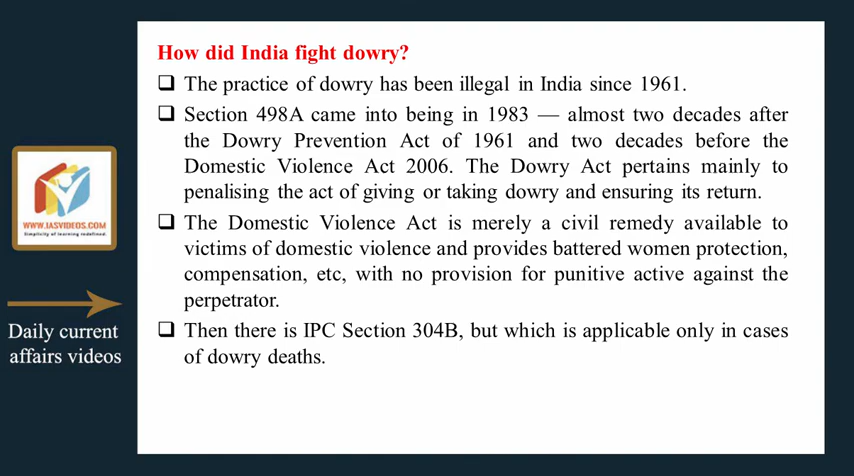 How did India fight dowry?
❑ The practice of dowry has been illegal in India since 1961.
❑ Section 498A came into being in 1983 — almost two decades after
the Dowry Prevention Act of 1961 and two decades before the
Domestic Violence Act 2006. The Dowry Act pertains mainly to
penalising the act of giving or taking dowry and ensuring its return.
❑ The Domestic Violence Act is merely a civil remedy available to
victims of domestic violence and provides battered women protection,
compensation, etc, with no provision for punitive active against the
perpetrator.
❑ Then there is IPC Section 304B, but which is applicable only in cases
of dowry deaths.
WWW.IASVIDEOS.COM
Simplicity of learning redefined.
Daily current
affairs videos